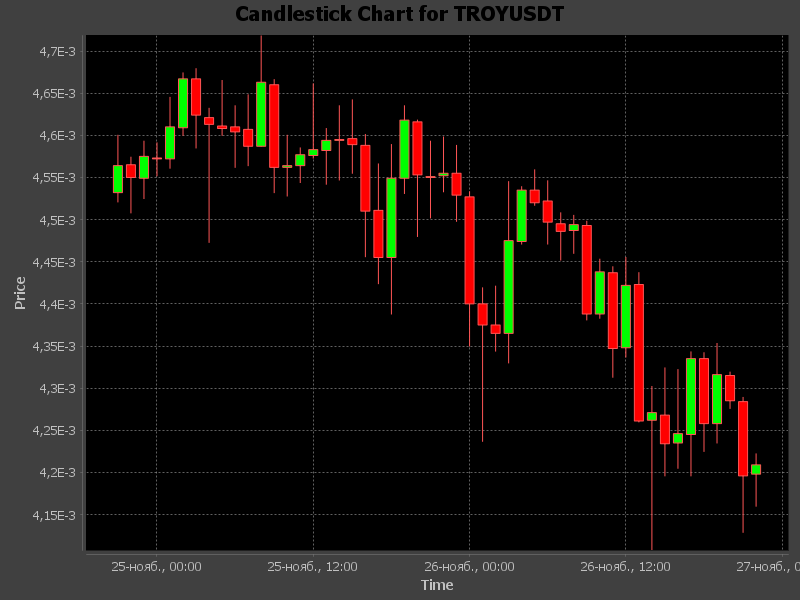 Candlestick Chart for TROYUSDT
4,7E-3
4,65E-3
4,6E-3
4,55E-3
4,5E-3
4,45E-3
4,4E-3
4,35E-3
4,3E-3
4,25E-3
4,2E-3
4,15E-3
Price
25-нояб., 00:00 25-нояб., 12:00 26-нояб., 00:00 26-нояб., 12:00 27-нояб., 0
Time